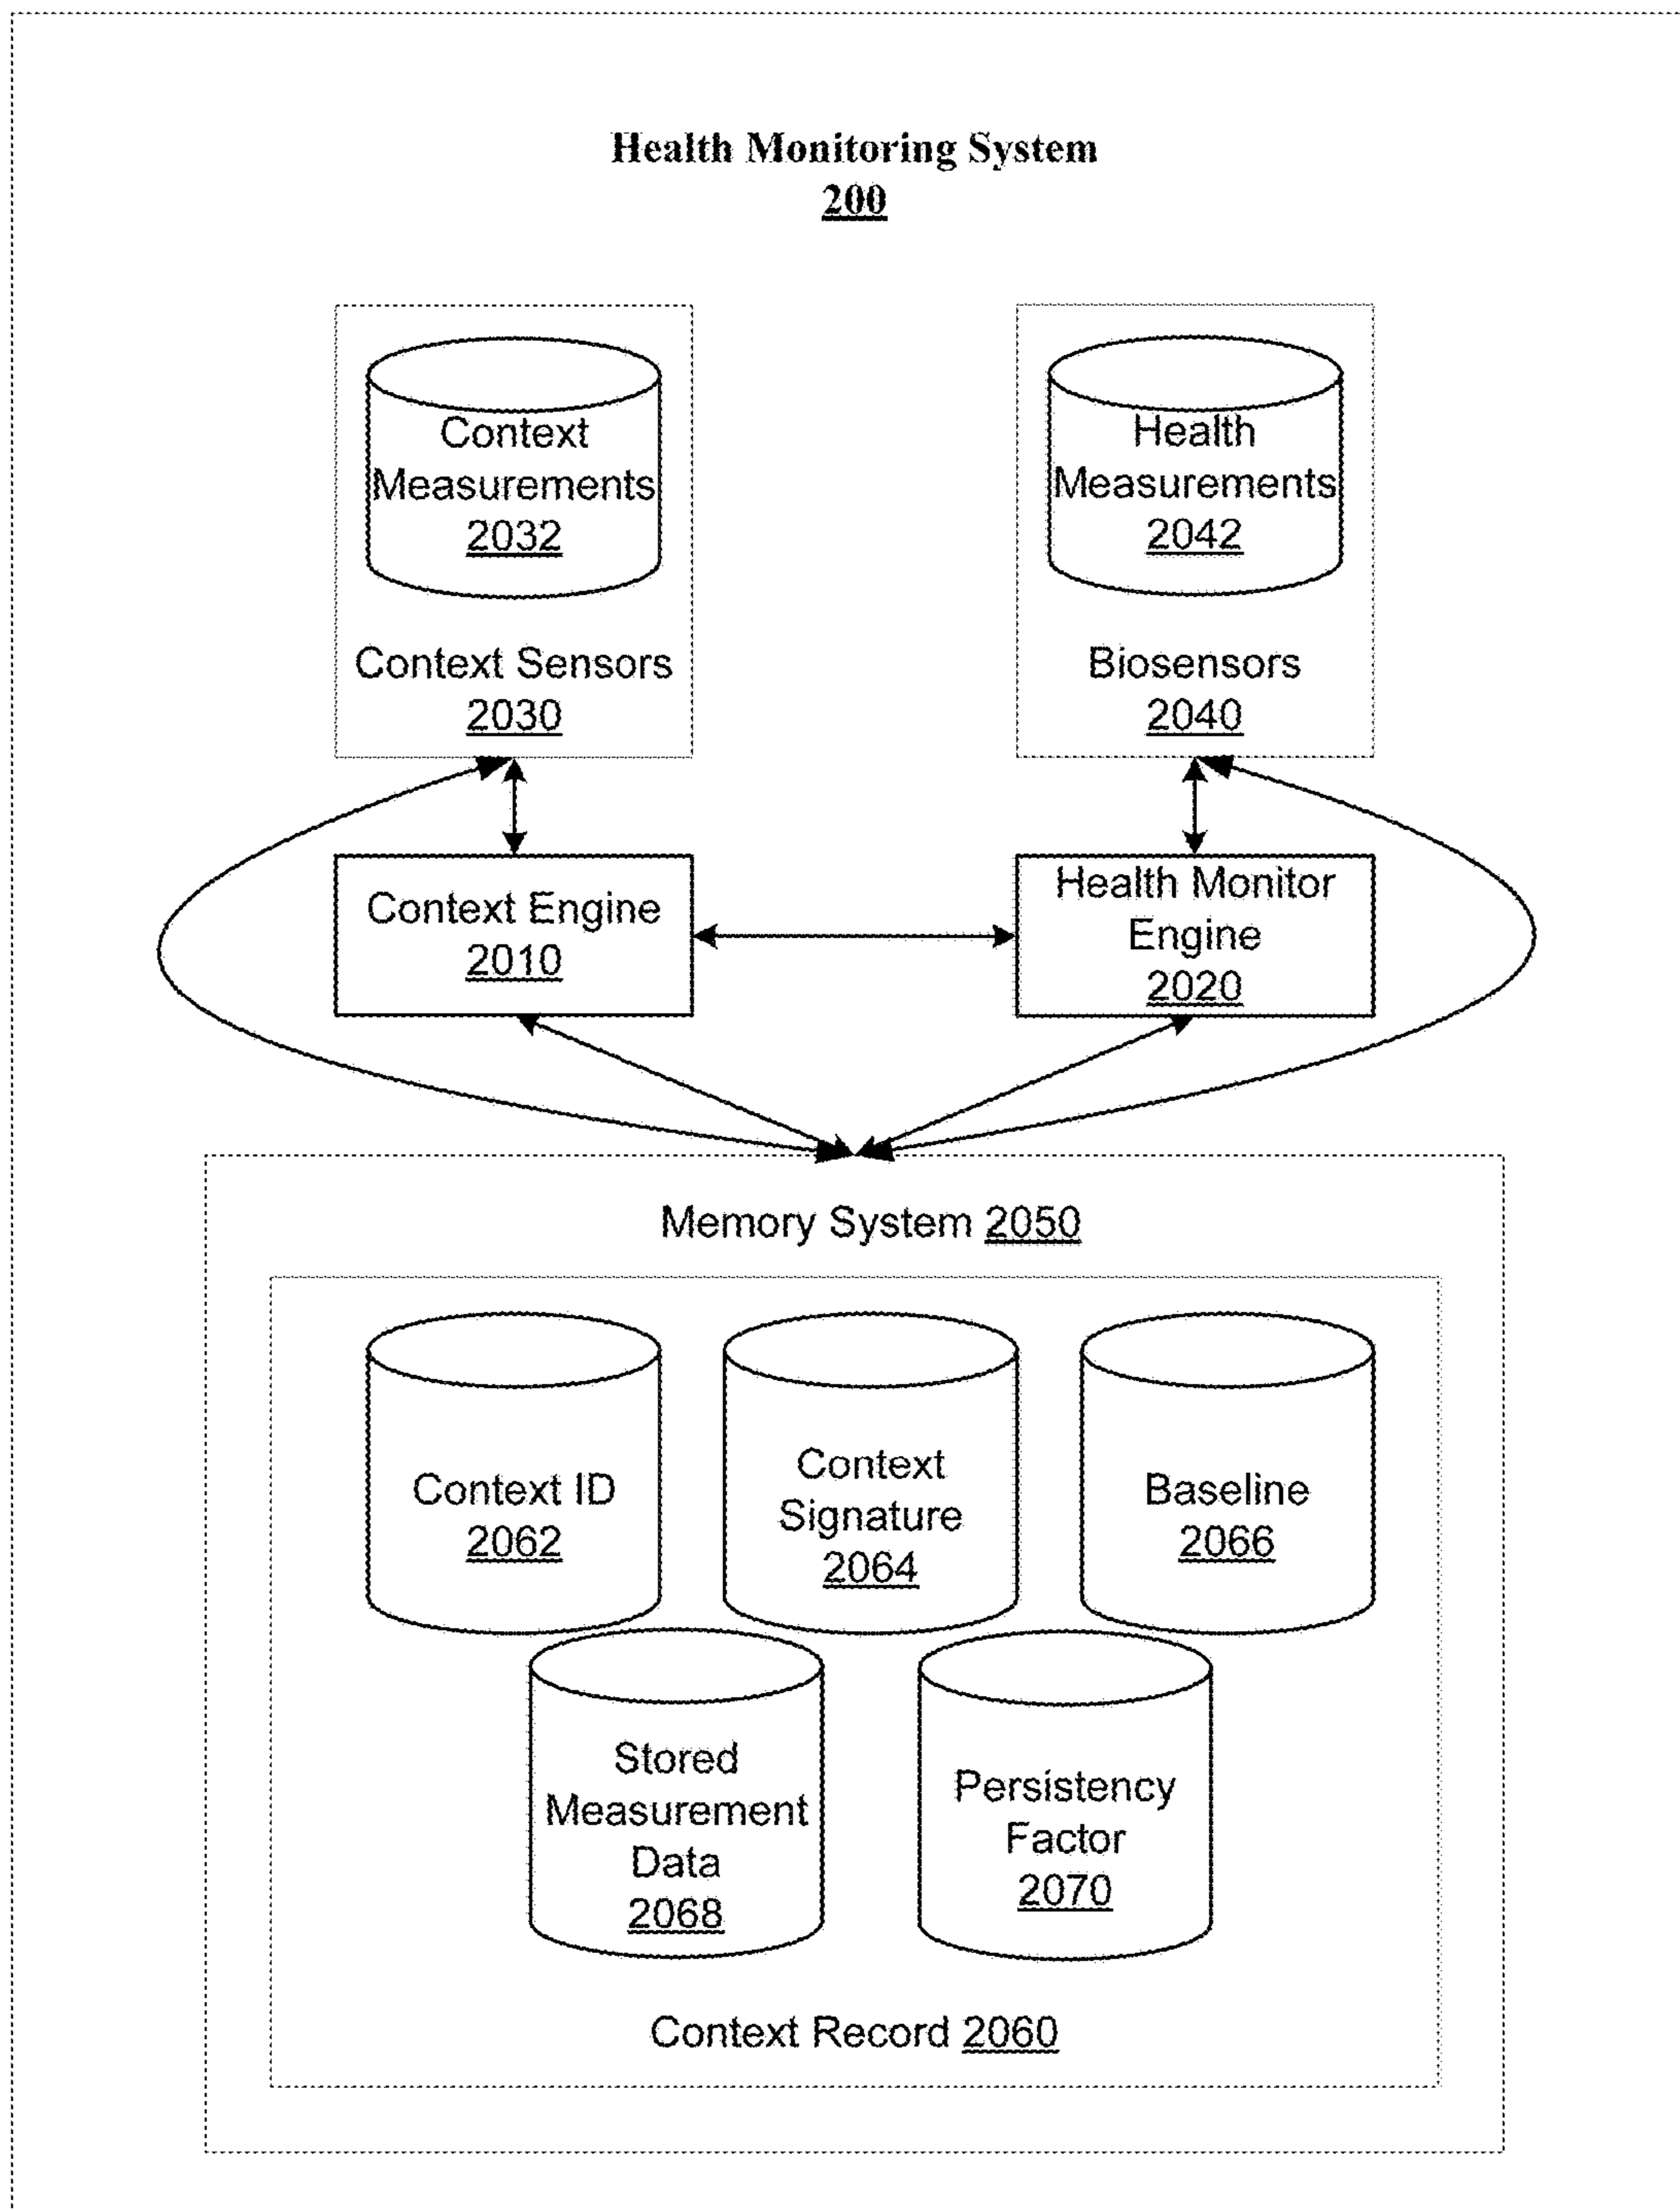 Health Monitoring System
200
Context
Measurements
2032
Context Sensors
2030
Health
Measurements
2042
Biosensors
2040
Context Engine
2010
Health Monitor
Engine
2020
Memory System 2050
Context ID
2062
Context
Signature
2064
Baseline
2066
Stored
Measurement
Data
2068
Persistency
Factor
2070
Context Record 2060